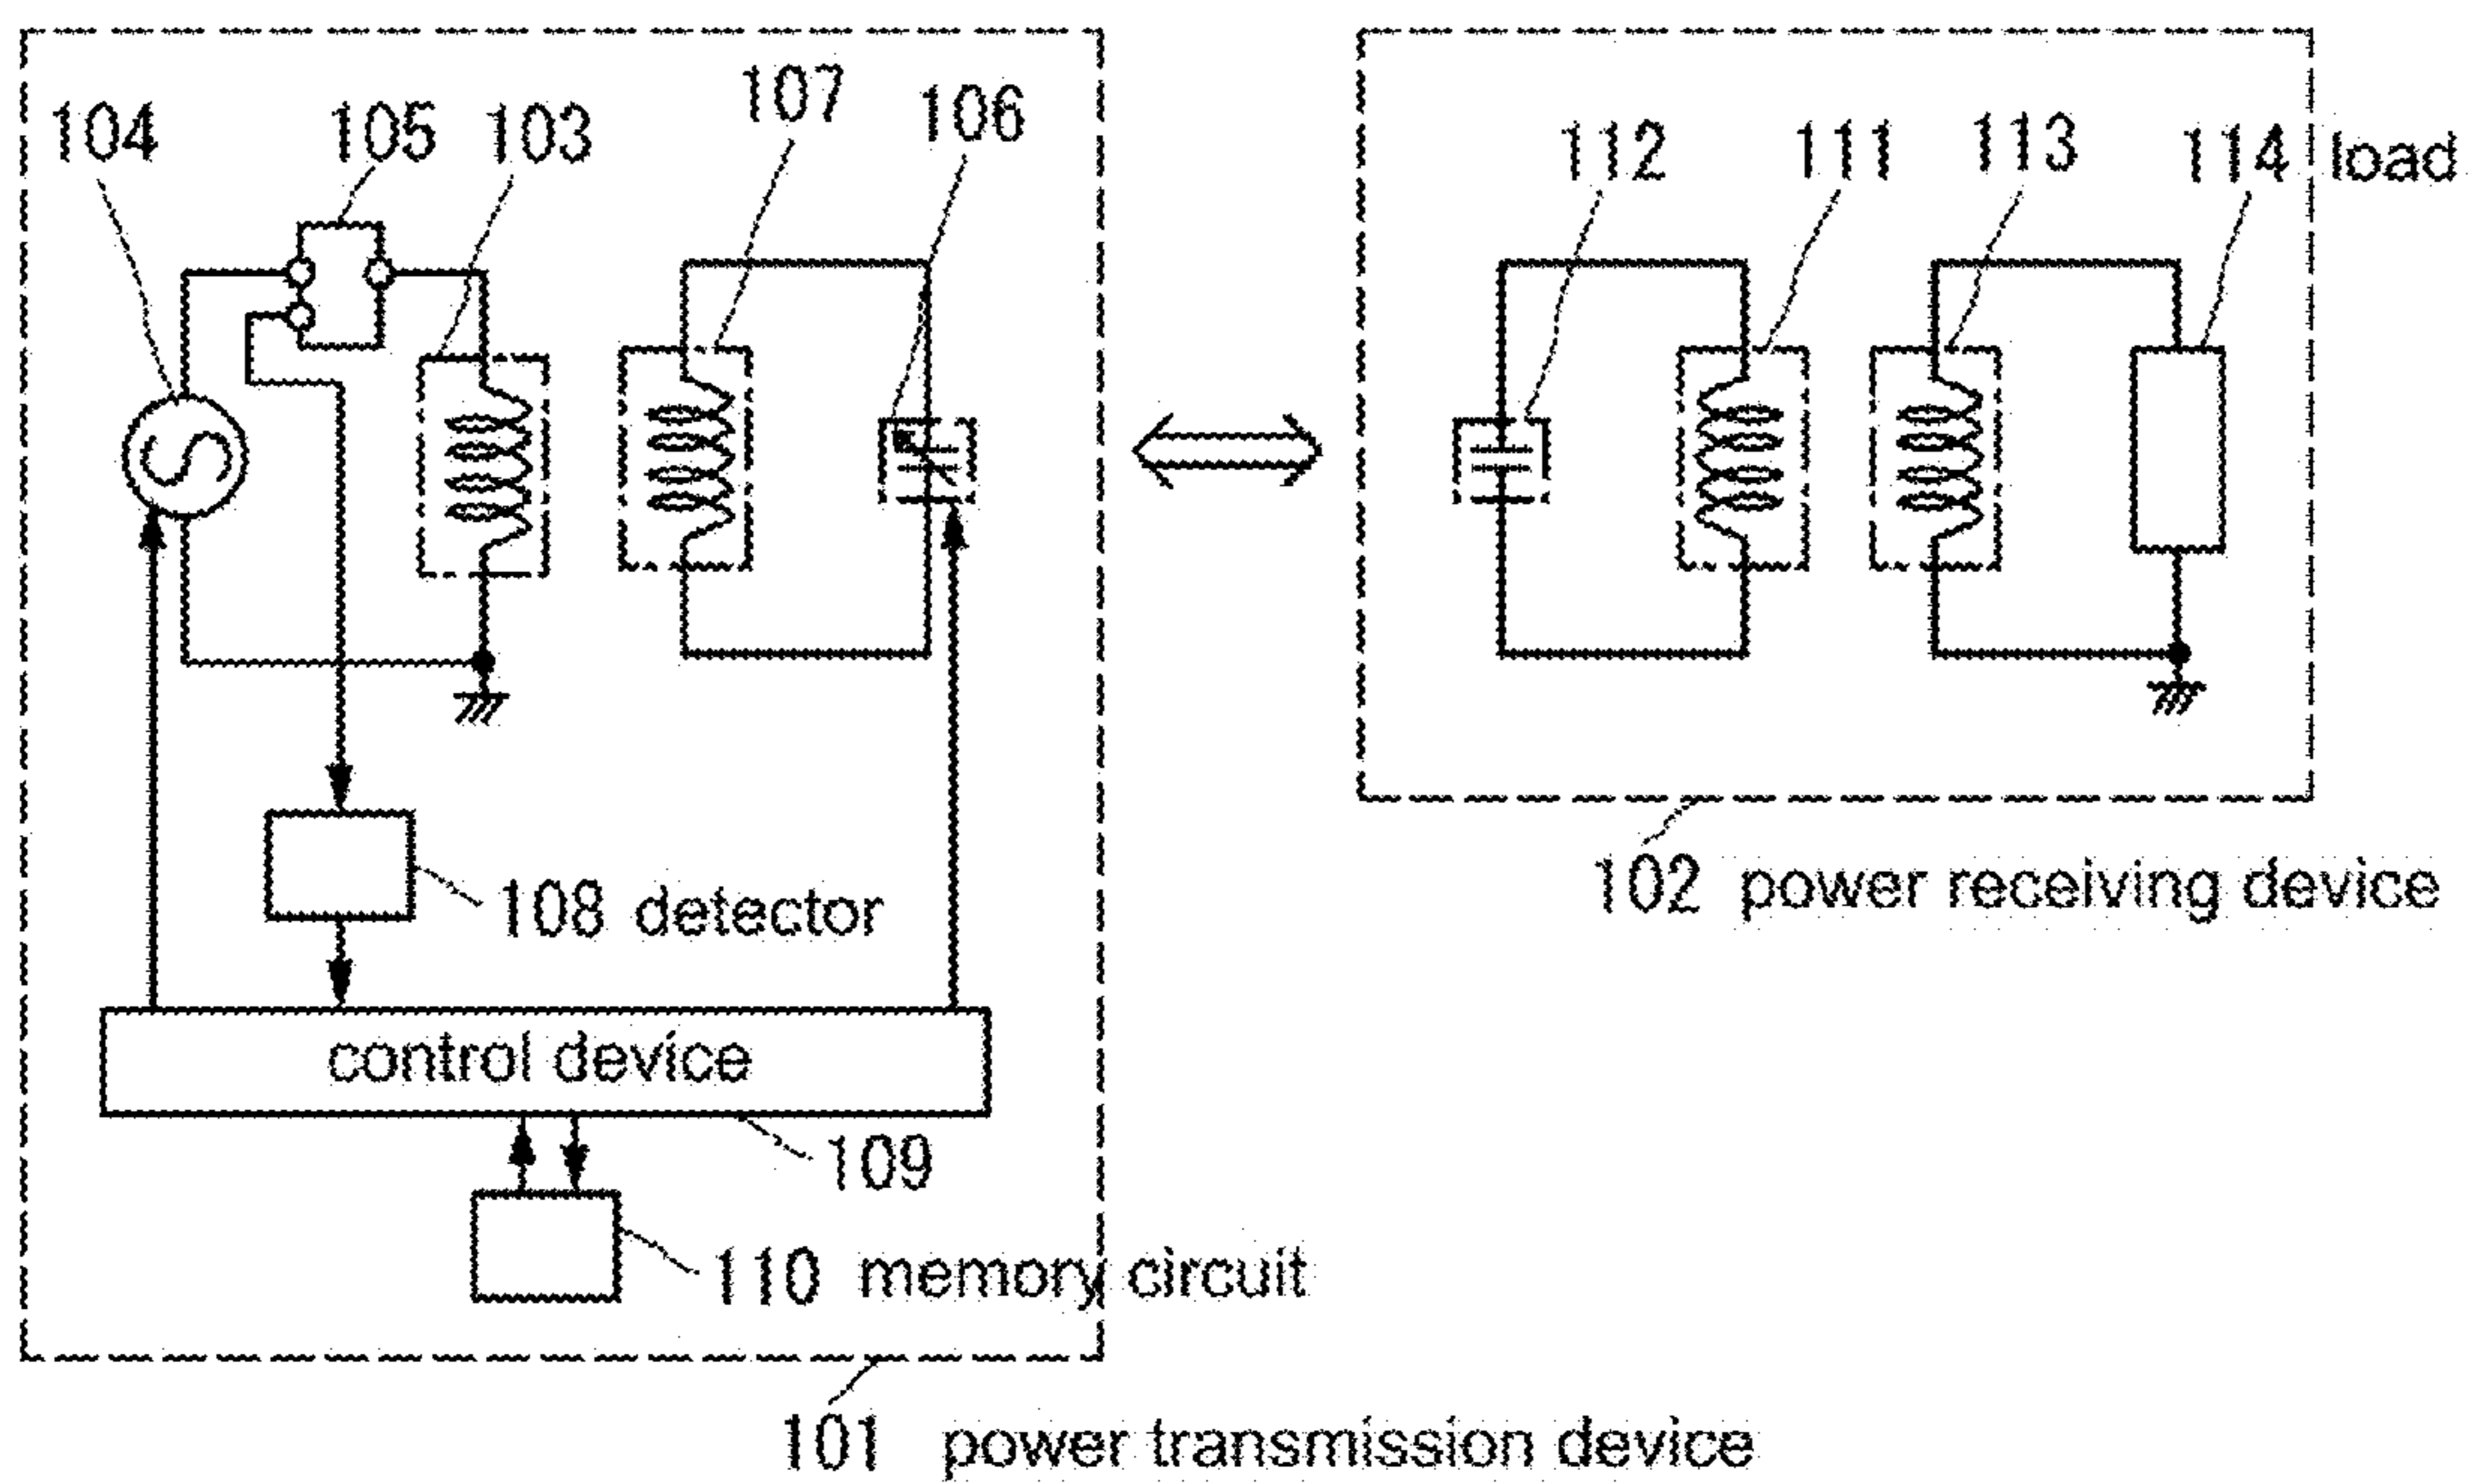 104
105
103
107
106
112
111
113
114 load
108 detector
102 power receiving device
control device
109
110 memory circuit
101 power transmission device